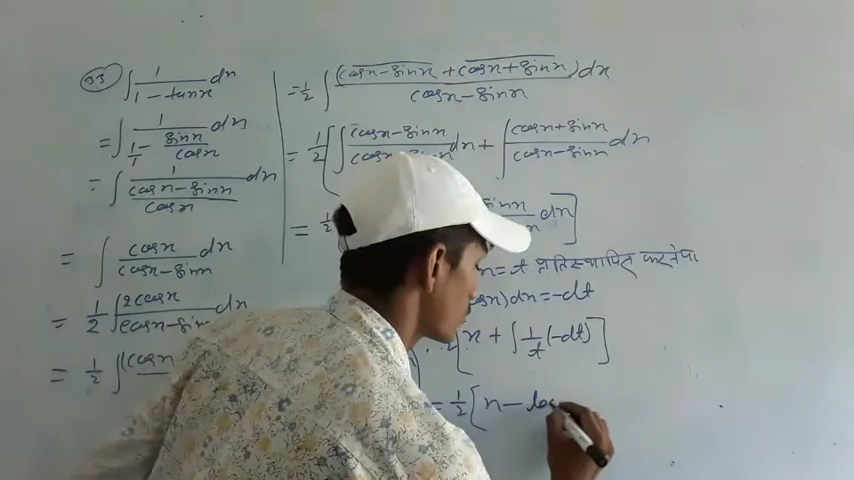 33 ∫ 1/(1 - tanx) dx
= ∫ 1/(1/1 - sinx/cosx) dx
= ∫ 1/((cosx - sinx)/cosx) dx
= ∫ cosx/(cosx - sinx) dx
= 1/2 ∫ 2cosx/(cosx - sinx) dx
= 1/2 ∫ (cosx
= 1/2 ∫ (cosx - sinx + cosx + sinx)/(cosx - sinx) dx
= 1/2 [∫ (cosx - sinx)/cosx dx + ∫ (cosx + sinx)/(cosx - sinx) dx
= 1/2 sinx dx]
x = t प्रतिस्थापित करने पर
cosx) dx = -dt
[x + ∫ 1/t (-dt)]
= 1/2 [x - log